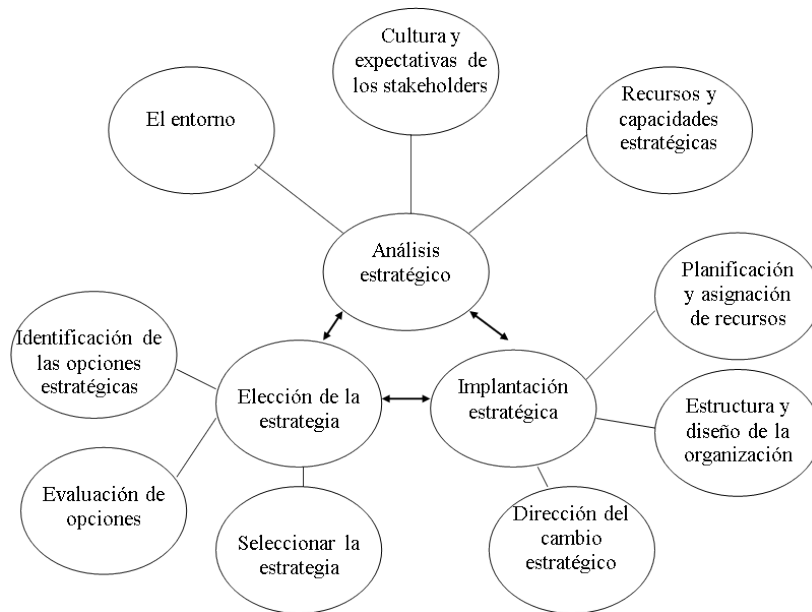 Cultura y
expectativas de
los stakeholders
El entorno
Recursos y
capacidades
estratégicas
Análisis
estratégico
Planificación
y asignación
de recursos
Identificación de
las opciones
estratégicas
Elección de la
estrategia
Implantación
estratégica
Estructura y
diseño de la
organización
Evaluación de
opciones
Seleccionar la
estrategia
Dirección del
cambio
estratégico